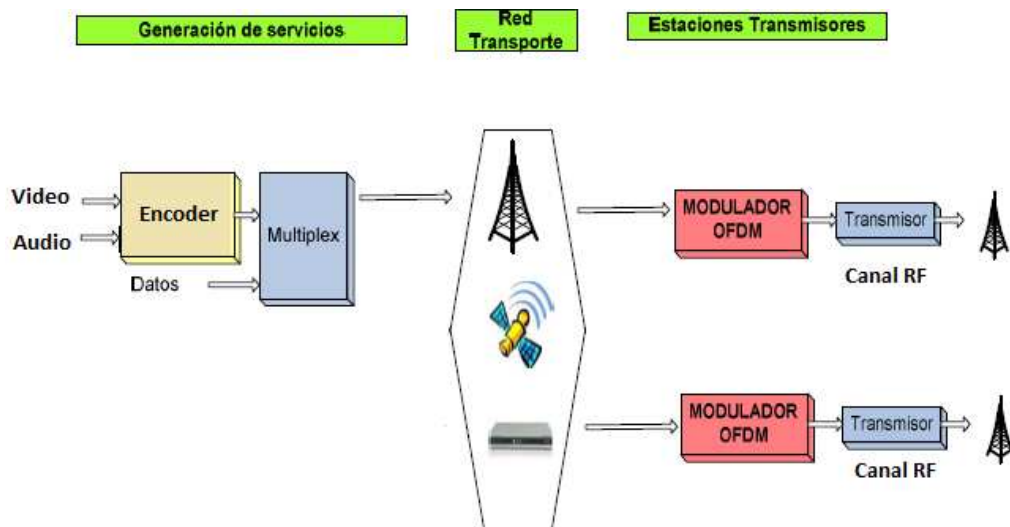 Generación de servicios
Red
Transporte
Estaciones Transmisores
Video
Audio
Encoder
Datos
Multiplex
MODULADOR
OFDM
Transmisor
Canal RF
MODULADOR
OFDM
Transmisor
Canal RF